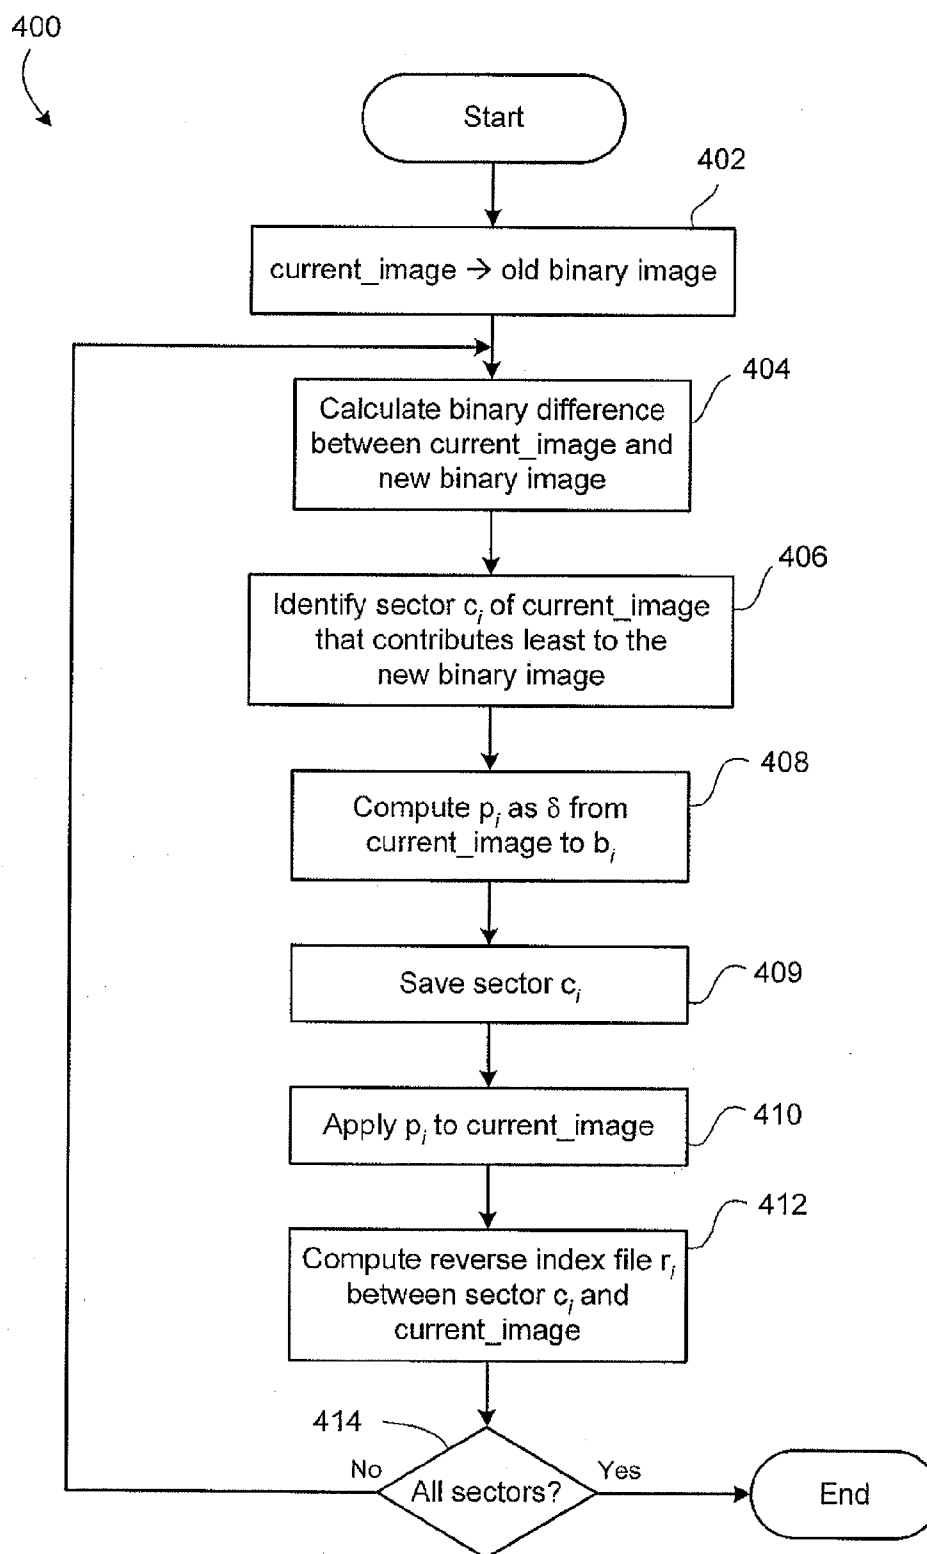 400
Start
402
current_image → old binary image
404
Calculate binary difference
between current_image and
new binary image
406
Identify sector c_i of current_image
that contributes least to the
new binary image
408
Compute p_i as δ from
current_image to b_i
409
Save sector c_i
410
Apply p_i to current_image
412
Compute reverse index file r_i
between sector c_i and
current_image
414
No
All sectors?
Yes
End